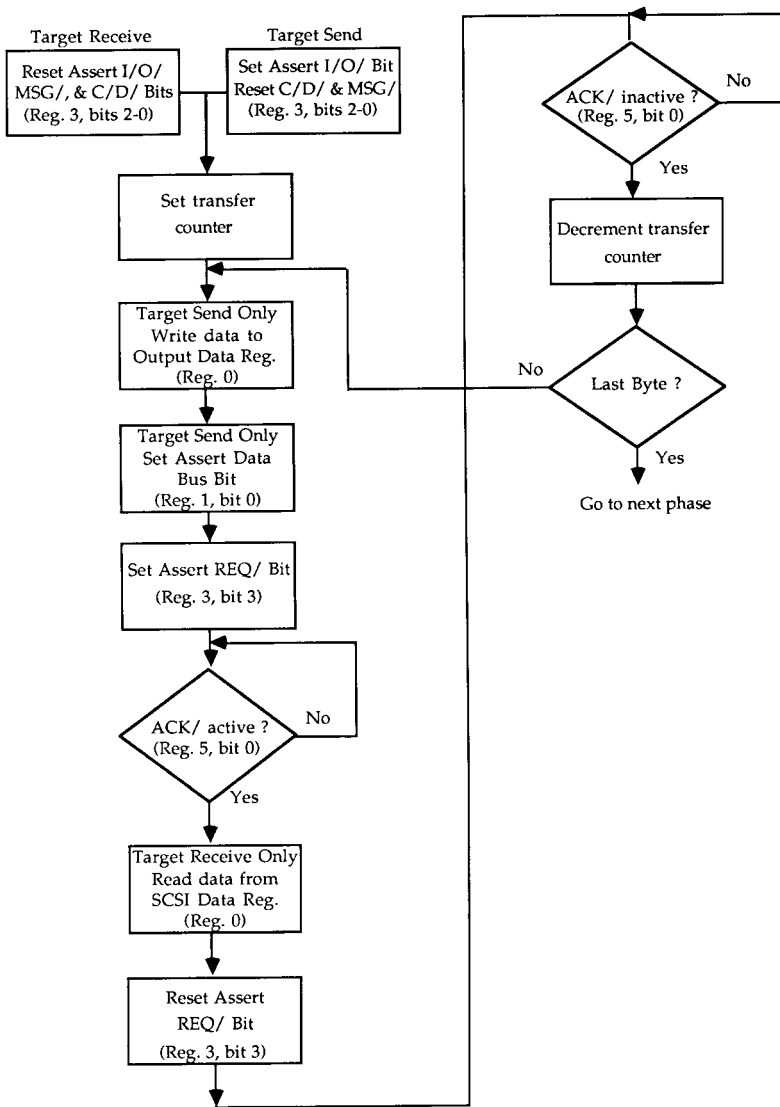 Target Receive
Reset Assert I/O/
MSG/, & C/D/ Bits
(Reg. 3, bits 2-0)
Target Send
Set Assert I/O/ Bit
Reset C/D/ & MSG/
(Reg. 3, bits 2-0)
Set transfer
counter
Target Send Only
Write data to
Output Data Reg.
(Reg. 0)
Target Send Only
Set Assert Data
Bus Bit
(Reg. 1, bit 0)
Set Assert REQ/ Bit
(Reg. 3, bit 3)
ACK/ active ?
(Reg. 5, bit 0)
No
Yes
Target Receive Only
Read data from
SCSI Data Reg.
(Reg. 0)
Reset Assert
REQ/ Bit
(Reg. 3, bit 3)
ACK/ inactive ?
(Reg. 5, bit 0)
No
Yes
Decrement transfer
counter
Last Byte ?
No
Yes
Go to next phase